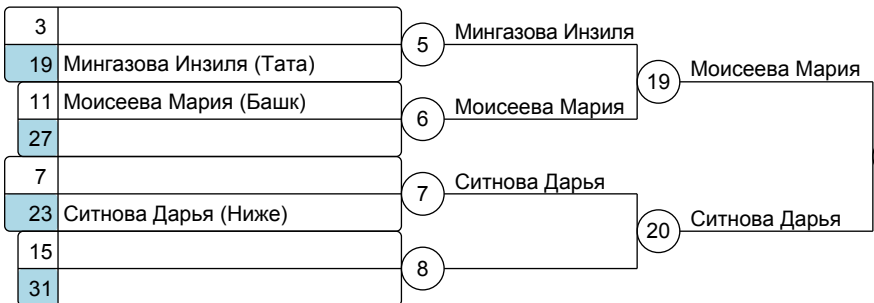 3
5
Мингазова Инзиля
19 Мингазова Инзиля (Тата)
19
Моисеева Мария
11 Моисеева Мария (Башк)
6
Моисеева Мария
27
7
7
Ситнова Дарья
23 Ситнова Дарья (Ниже)
20
Ситнова Дарья
15
8
31